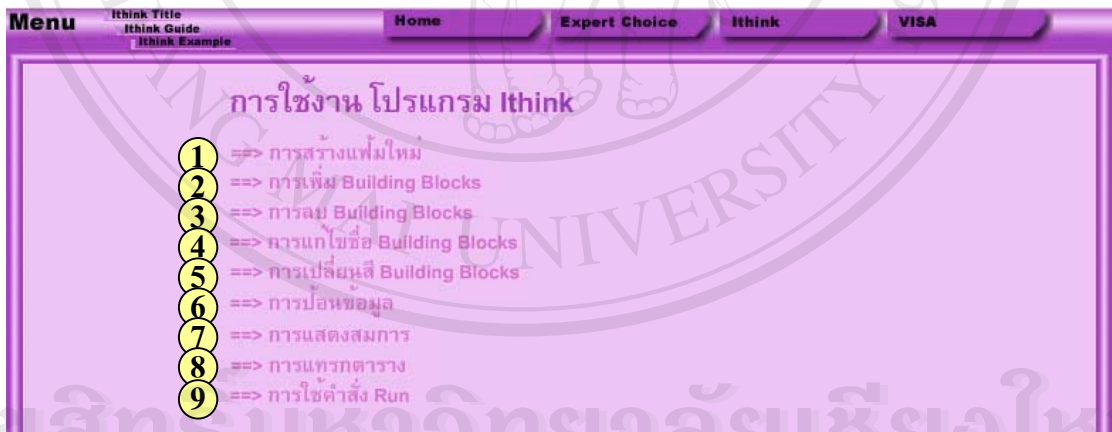 Menu
Ithink Title
Ithink Guide
Ithink Example
Home
Expert Choice
Ithink
VISA
การใช้งาน โปรแกรม Ithink
1 ==> การสร้างแฟ้มใหม่
2 ==> การเพิ่ม Building Blocks
3 ==> การลบ Building Blocks
4 ==> การแก้ไขชื่อ Building Blocks
5 ==> การเปลี่ยนสี Building Blocks
6 ==> การป้อนข้อมูล
7 ==> การแสดงสมการ
8 ==> การแทรกตาราง
9 ==> การใช้คำสั่ง Run
MAI UNIVERSITY